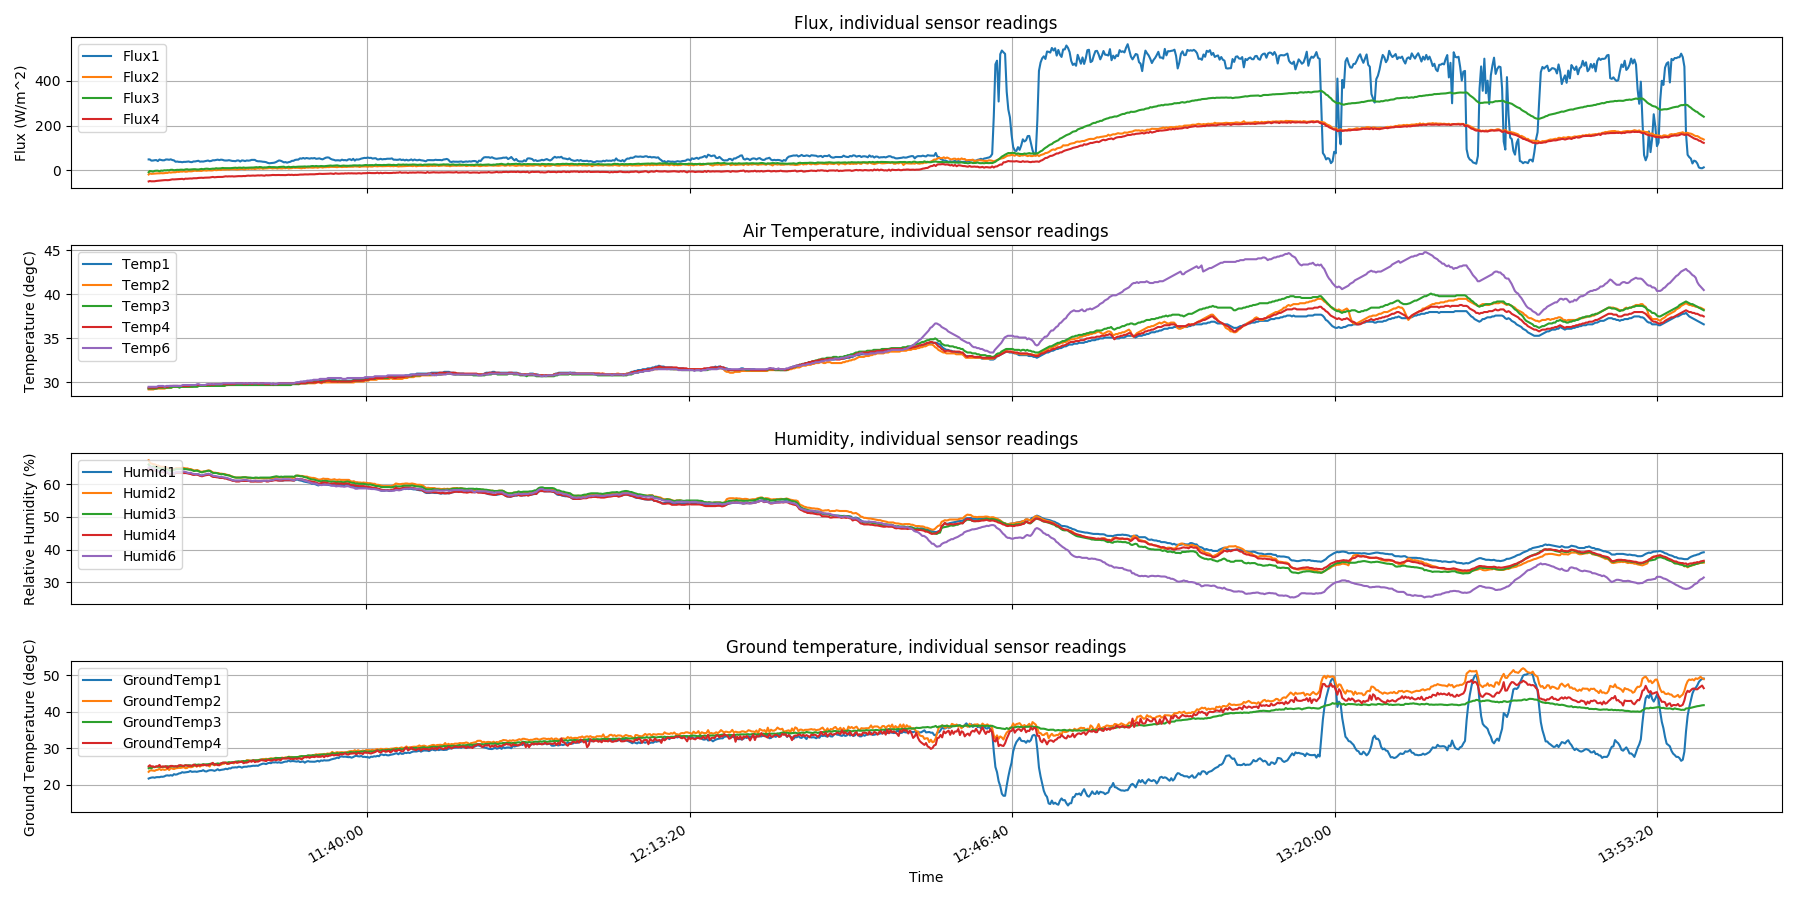 Flux, individual sensor readings
Flux (W/m^2)
400
200
0
Flux1
Flux2
Flux3
Flux4
Air Temperature, individual sensor readings
Temperature (degC)
45
40
35
30
Temp1
Temp2
Temp3
Temp4
Temp6
Humidity, individual sensor readings
Relative Humidity (%)
60
50
40
30
Humid1
Humid2
Humid3
Humid4
Humid6
Ground temperature, individual sensor readings
Ground Temperature (degC)
50
40
30
20
GroundTemp1
GroundTemp2
GroundTemp3
GroundTemp4
11:40:00
12:13:20
12:46:40
13:20:00
13:53:20
Time